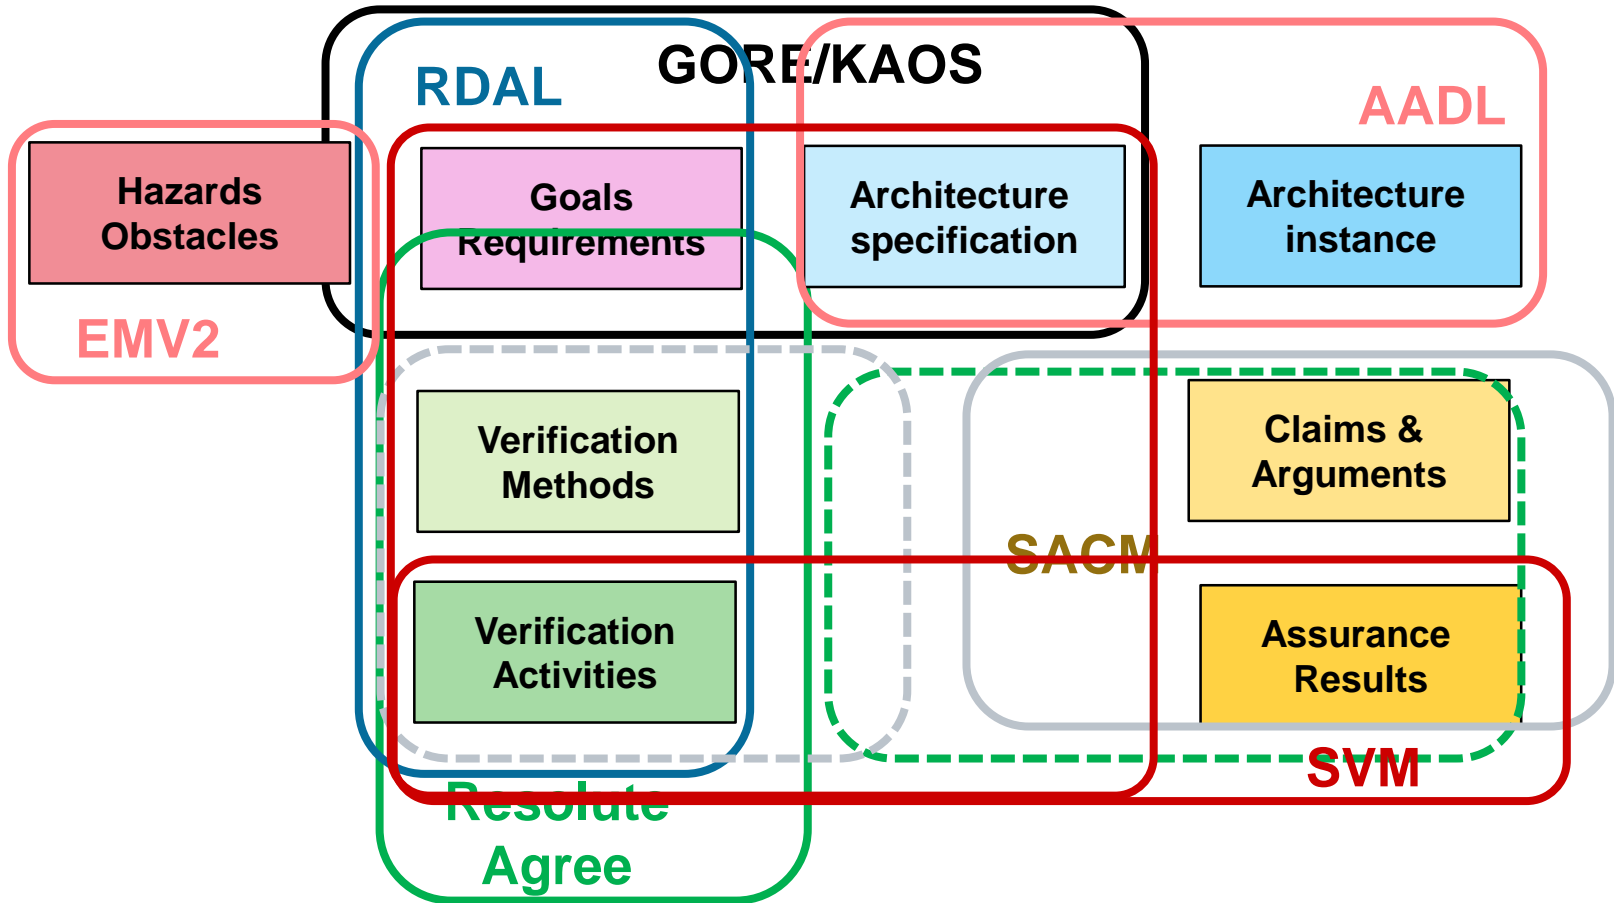 GORE/KAOS
RDAL
AADL
Hazards
Obstacles
Goals
Requirements
Architecture
specification
Architecture
instance
EMV2
Verification
Methods
Claims &
Arguments
SACM
Verification
Activities
Assurance
Results
SVM
Resolute
Agree